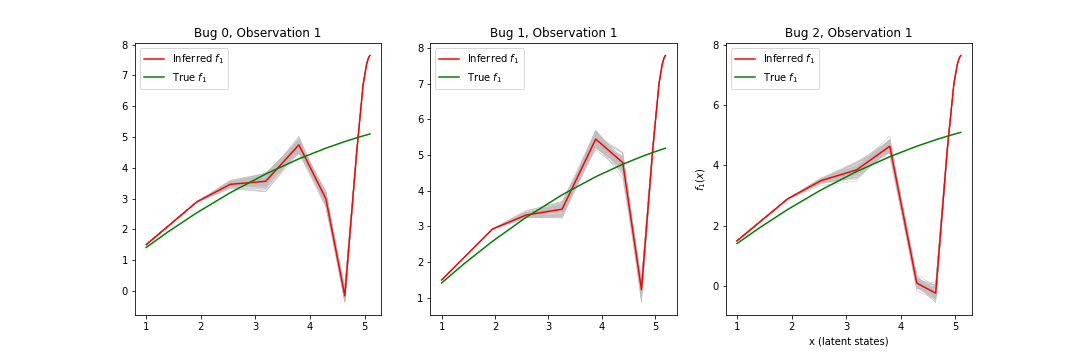 Bug 0, Observation 1
8
7
6
5
4
3
2
1
0
Inferred f₁
True f₁
1 2 3 4 5
Bug 1, Observation 1
8
7
6
5
4
3
2
1
Inferred f₁
True f₁
1 2 3 4 5
Bug 2, Observation 1
f₁(x)
8
6
4
2
0
Inferred f₁
True f₁
1 2 3 4 5
x (latent states)